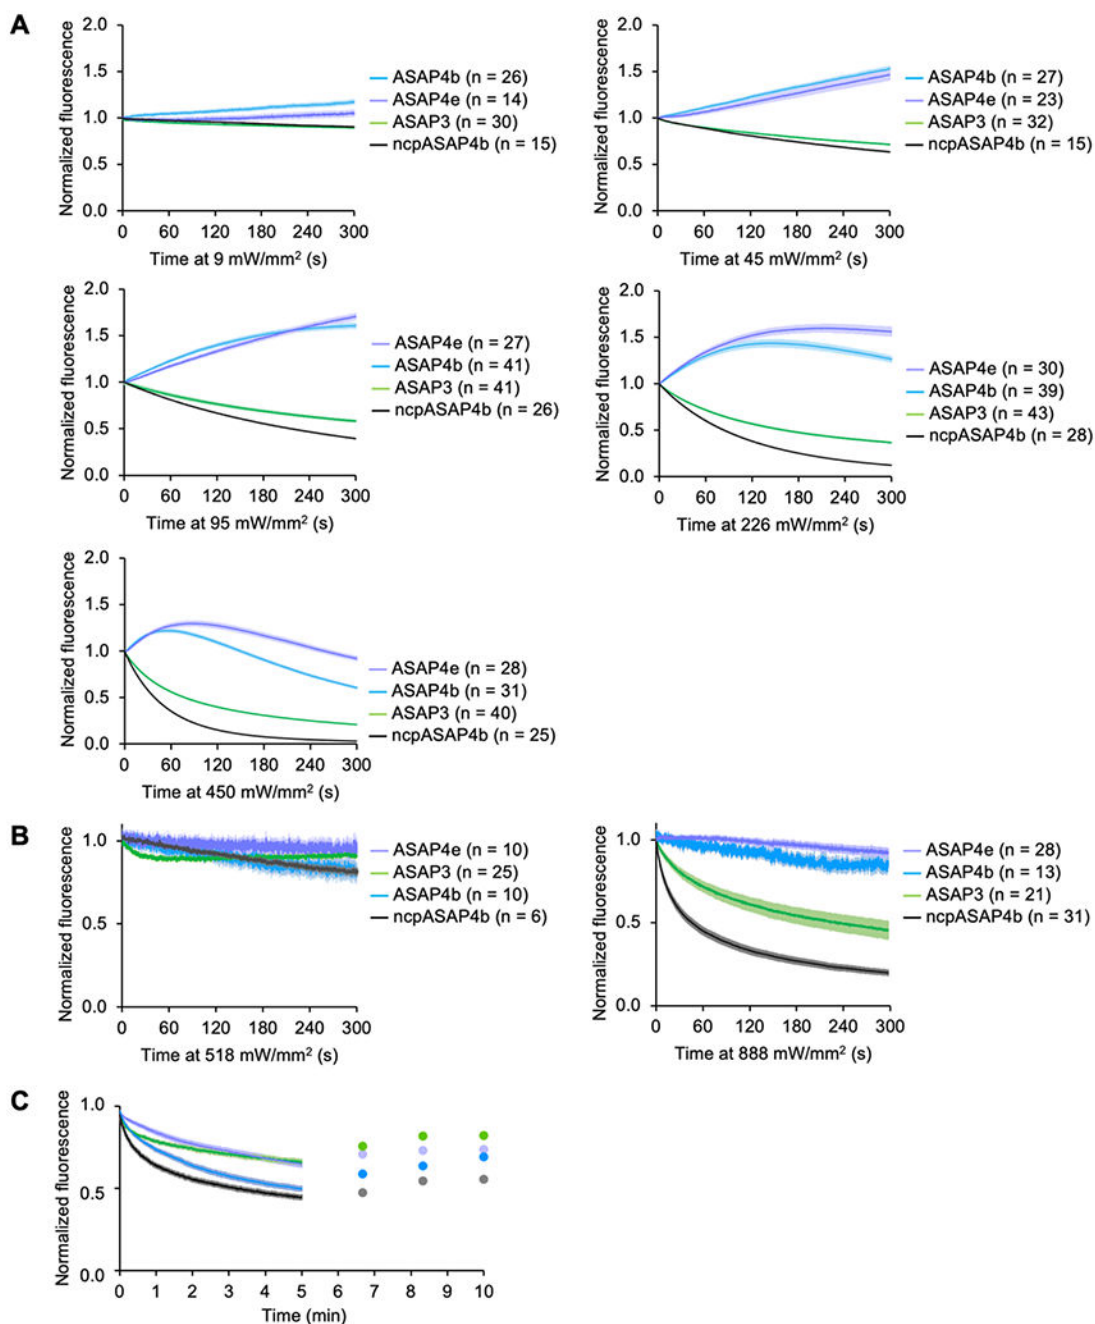 A
Normalized fluorescence
2.0
1.5
1.0
0.5
0.0
0 60 120 180 240 300
Time at 9 mW/mm² (s)
ASAP4b (n = 26)
ASAP4e (n = 14)
ASAP3 (n = 30)
ncpASAP4b (n = 15)
Normalized fluorescence
2.0
1.5
1.0
0.5
0.0
0 60 120 180 240 300
Time at 45 mW/mm² (s)
ASAP4b (n = 27)
ASAP4e (n = 23)
ASAP3 (n = 32)
ncpASAP4b (n = 15)
Normalized fluorescence
2.0
1.5
1.0
0.5
0.0
0 60 120 180 240 300
Time at 95 mW/mm² (s)
ASAP4e (n = 27)
ASAP4b (n = 41)
ASAP3 (n = 41)
ncpASAP4b (n = 26)
Normalized fluorescence
2.0
1.5
1.0
0.5
0.0
0 60 120 180 240 300
Time at 226 mW/mm² (s)
ASAP4e (n = 30)
ASAP4b (n = 39)
ASAP3 (n = 43)
ncpASAP4b (n = 28)
Normalized fluorescence
2.0
1.5
1.0
0.5
0.0
0 60 120 180 240 300
Time at 450 mW/mm² (s)
ASAP4e (n = 28)
ASAP4b (n = 31)
ASAP3 (n = 40)
ncpASAP4b (n = 25)
B
Normalized fluorescence
1.0
0.5
0.0
0 60 120 180 240 300
Time at 518 mW/mm² (s)
ASAP4e (n = 10)
ASAP3 (n = 25)
ASAP4b (n = 10)
ncpASAP4b (n = 6)
Normalized fluorescence
1.0
0.5
0.0
0 60 120 180 240 300
Time at 888 mW/mm² (s)
ASAP4e (n = 28)
ASAP4b (n = 13)
ASAP3 (n = 21)
ncpASAP4b (n = 31)
C
Normalized fluorescence
1.0
0.5
0.0
0 1 2 3 4 5 6 7 8 9 10
Time (min)